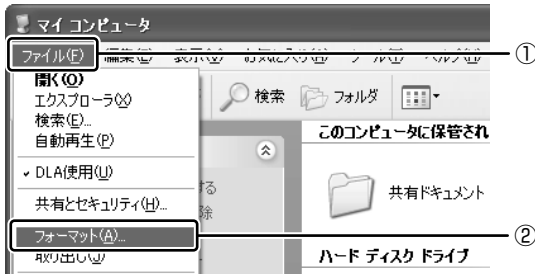 マイ コンピュータ
ファイル(F) ①
開く(O)
エクスプローラ(X)
検索(E)...
自動再生(P)
DLA使用(U)
共有とセキュリティ(H)...
フォーマット(A)... ②
取り出し(J)
検索 フォルダ
このコンピュータに保管され
共有ドキュメント
ハード ディスク ドライブ